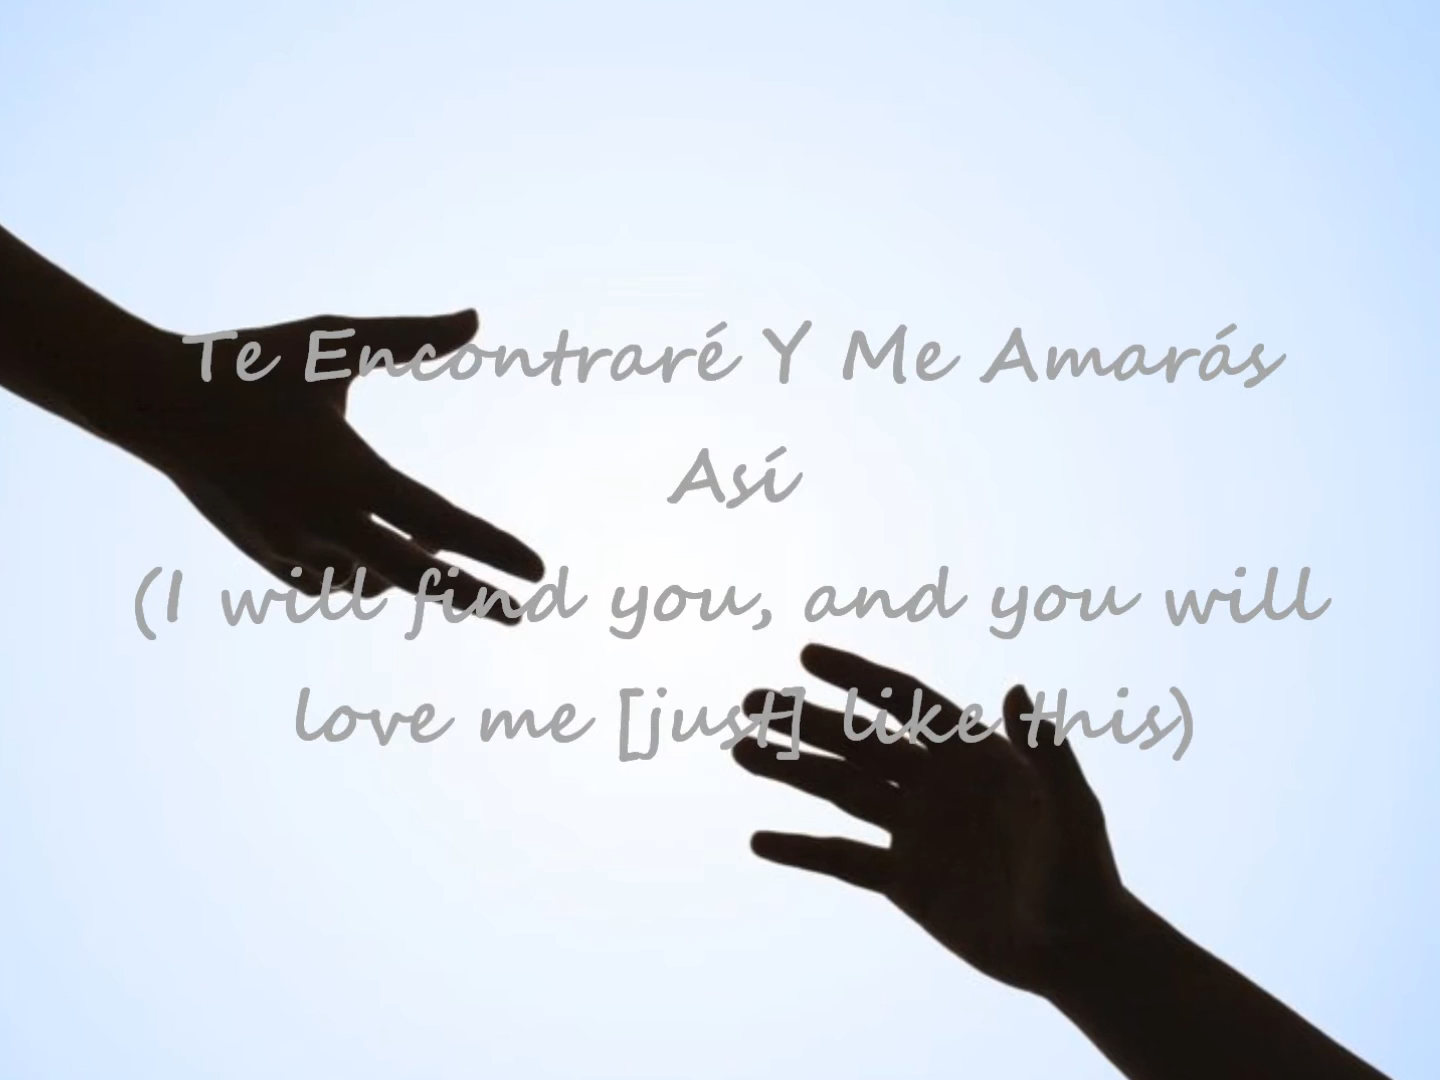 Te Encontraré Y Me Amarás
Así
(I will find you, and you will
love me [just] like this)